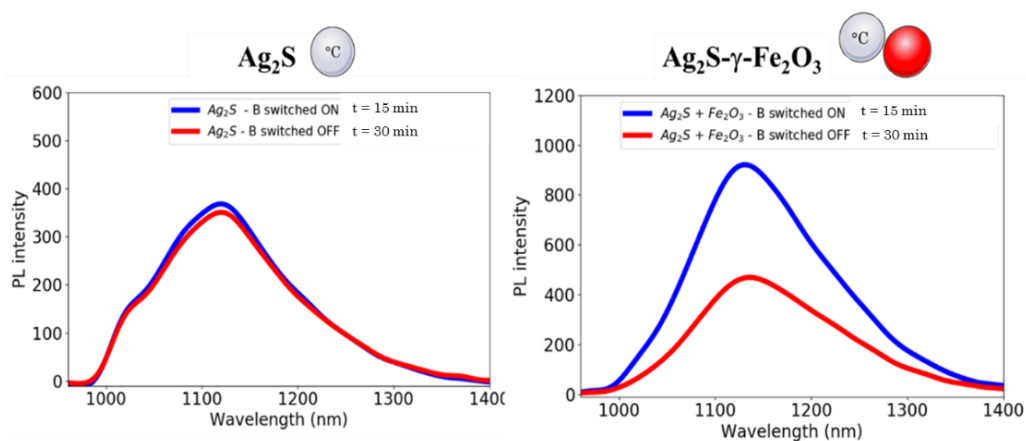 Ag₂S °C
600
500
400
300
200
100
0
PL intensity
Ag₂S - B switched ON t = 15 min
Ag₂S - B switched OFF t = 30 min
1000 1100 1200 1300 1400
Wavelength (nm)
Ag₂S-γ-Fe₂O₃ °C
1200
1000
800
600
400
200
0
PL intensity
Ag₂S + Fe₂O₃ - B switched ON t = 15 min
Ag₂S + Fe₂O₃ - B switched OFF t = 30 min
1000 1100 1200 1300 1400
Wavelength (nm)